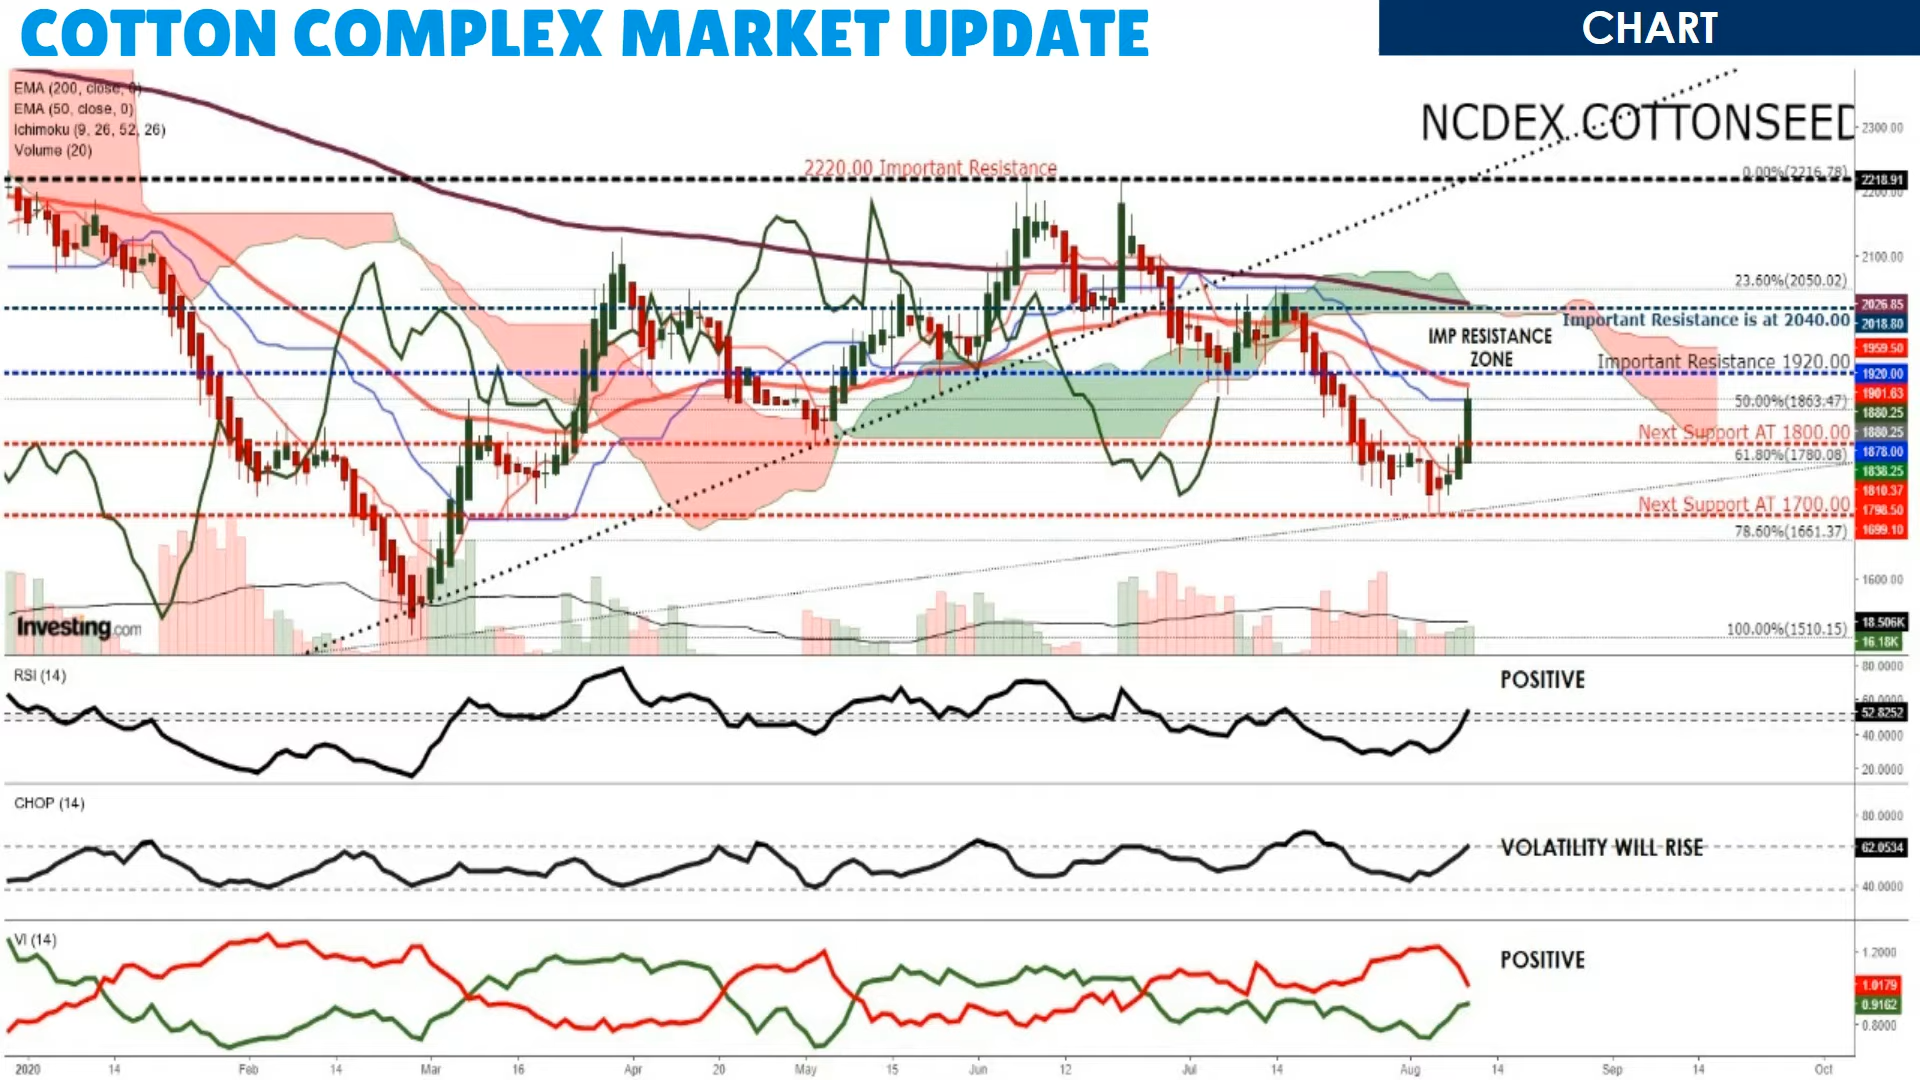 COTTON COMPLEX MARKET UPDATE
CHART
EMA (200, close, 0)
EMA (50, close, 0)
Ichimoku (9, 26, 52, 26)
Volume (20)
NCDEX COTTONSEED
2220.00 Important Resistance
0.00%(2216.78)
23.60%(2050.02)
Important Resistance is at 2040.00
IMP RESISTANCE
ZONE
Important Resistance 1920.00
50.00%(1863.47)
Next Support AT 1800.00
61.80%(1780.08)
Next Support AT 1700.00
78.60%(1661.37)
100.00%(1510.15)
Investing.com
2300.00
2218.91
2200.00
2100.00
2026.85
2018.80
1959.50
1920.00
1901.63
1880.25
1880.25
1878.00
1838.25
1810.37
1798.50
1699.10
1600.00
18.506K
16.18K
RSI (14)
POSITIVE
80.0000
60.0000
52.8252
40.0000
20.0000
CHOP (14)
VOLATILITY WILL RISE
80.0000
62.0534
40.0000
VI (14)
POSITIVE
1.2000
1.0179
0.9162
0.8000
2020 14 Feb 14 Mar 16 Apr 20 May 15 Jun 12 Jul 14 Aug 14 Sep 14 Oct